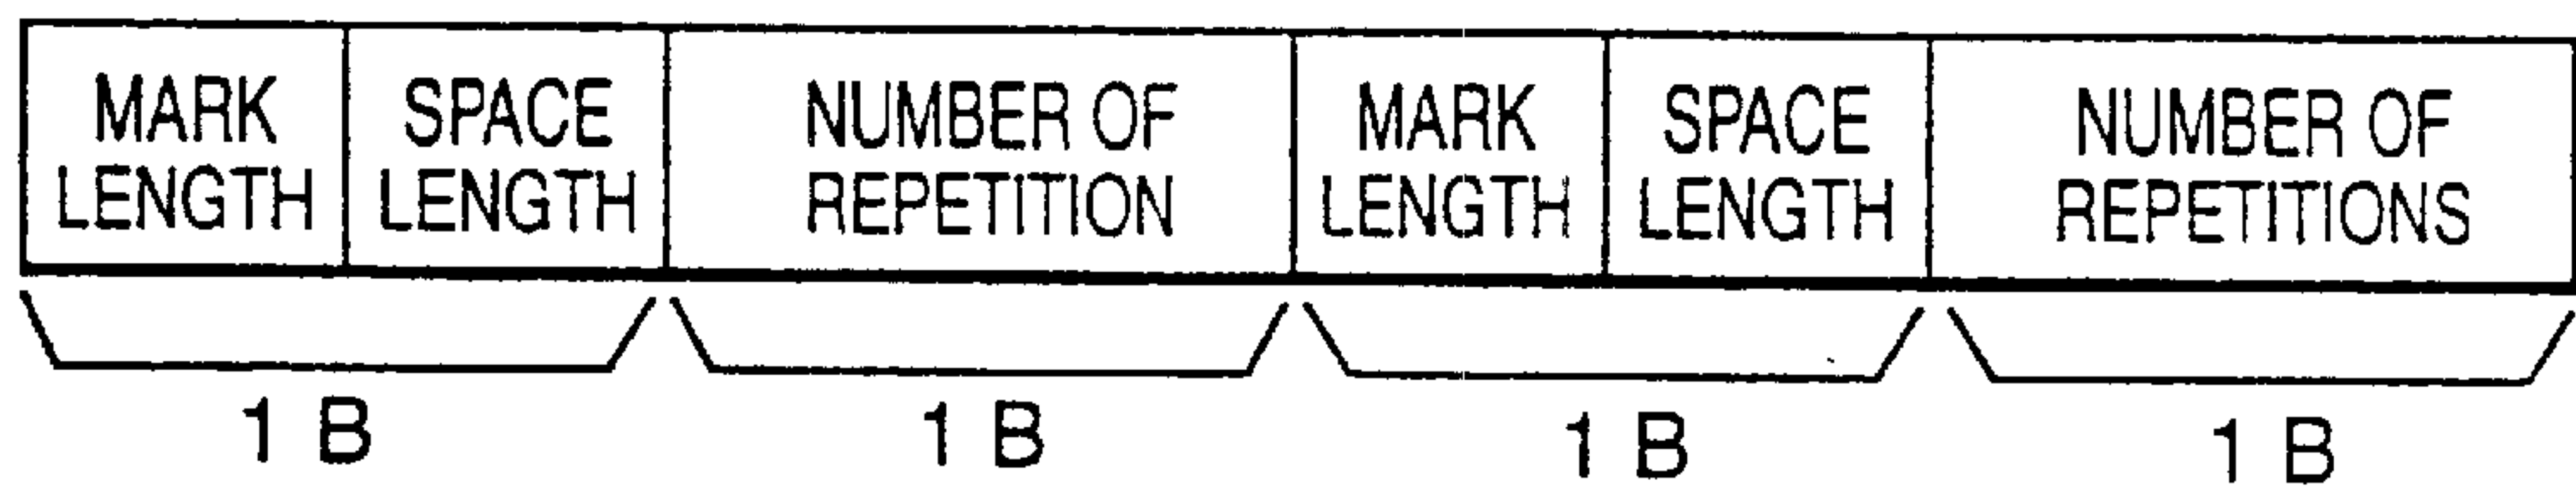 MARK LENGTH
SPACE LENGTH
NUMBER OF REPETITION
MARK LENGTH
SPACE LENGTH
NUMBER OF REPETITIONS
1 B
1 B
1 B
1 B